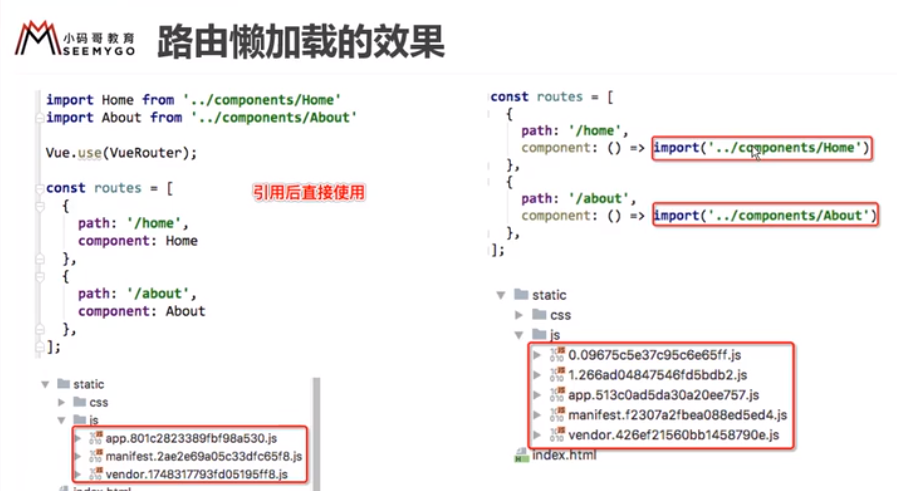 小码哥教育
SEEMYGO
路由懒加载的效果
import Home from '../components/Home'
import About from '../components/About'
Vue.use(VueRouter);
const routes = [
{
path: '/home',
component: Home
},
{
path: '/about',
component: About
},
];
引用后直接使用
static
css
js
app.801c2823389fbf98a530.js
manifest.2ae2e69a05c33dfc65f8.js
vendor.1748317793fd05195ff8.js
index.html
const routes = [
{
path: '/home',
component: () => import('../components/Home')
},
{
path: '/about',
component: () => import('../components/About')
},
];
static
css
js
0.09675c5e37c95c6e65ff.js
1.266ad04847546fd5bdb2.js
app.513c0ad5da30a20ee757.js
manifest.f2307a2fbea088ed5ed4.js
vendor.426ef21560bb1458790e.js
index.html